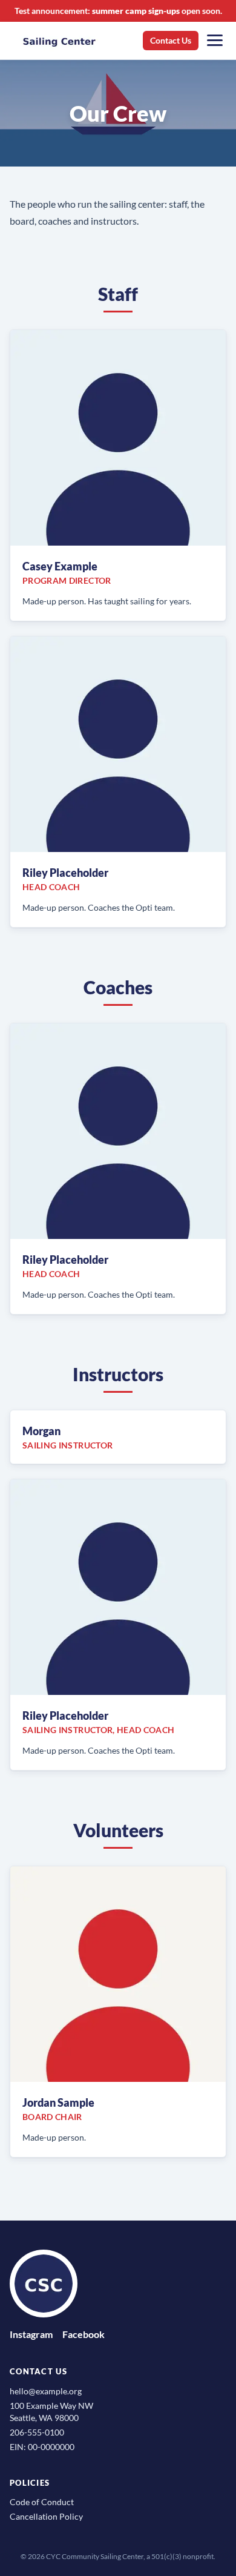 Test announcement: summer camp sign-ups open soon.
Sailing Center
Contact Us
Our Crew
The people who run the sailing center: staff, the
board, coaches and instructors.
Staff
Casey Example
PROGRAM DIRECTOR
Made-up person. Has taught sailing for years.
Riley Placeholder
HEAD COACH
Made-up person. Coaches the Opti team.
Coaches
Riley Placeholder
HEAD COACH
Made-up person. Coaches the Opti team.
Instructors
Morgan
SAILING INSTRUCTOR
Riley Placeholder
SAILING INSTRUCTOR, HEAD COACH
Made-up person. Coaches the Opti team.
Volunteers
Jordan Sample
BOARD CHAIR
Made-up person.
CSC
Instagram Facebook
CONTACT US
hello@example.org
100 Example Way NW
Seattle, WA 98000
206-555-0100
EIN: 00-0000000
POLICIES
Code of Conduct
Cancellation Policy
© 2026 CYC Community Sailing Center, a 501(c)(3) nonprofit.